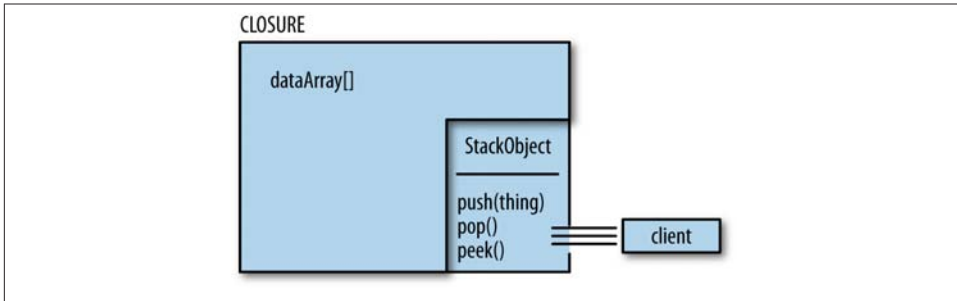 CLOSURE
dataArray[]
StackObject
push(thing)
pop()
peek()
client